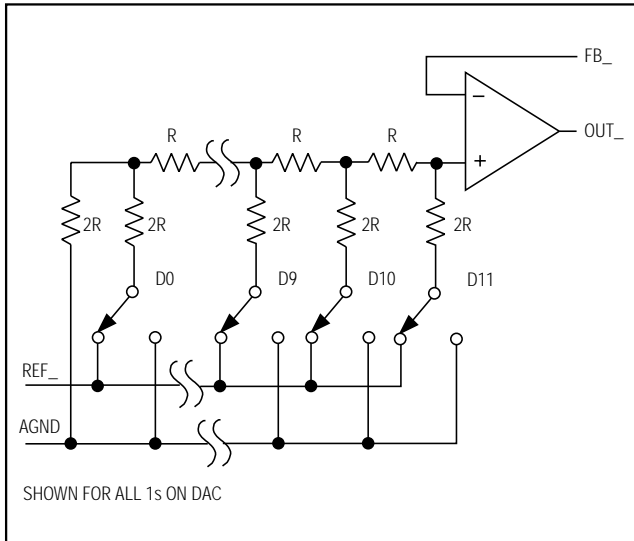 FB_
OUT_
R R R
2R 2R 2R 2R 2R
D0 D9 D10 D11
REF_
AGND
SHOWN FOR ALL 1s ON DAC